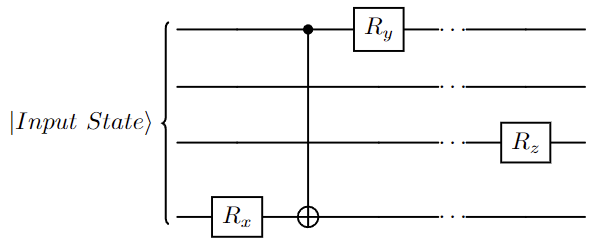 R_y
|Input State⟩
R_z
R_x